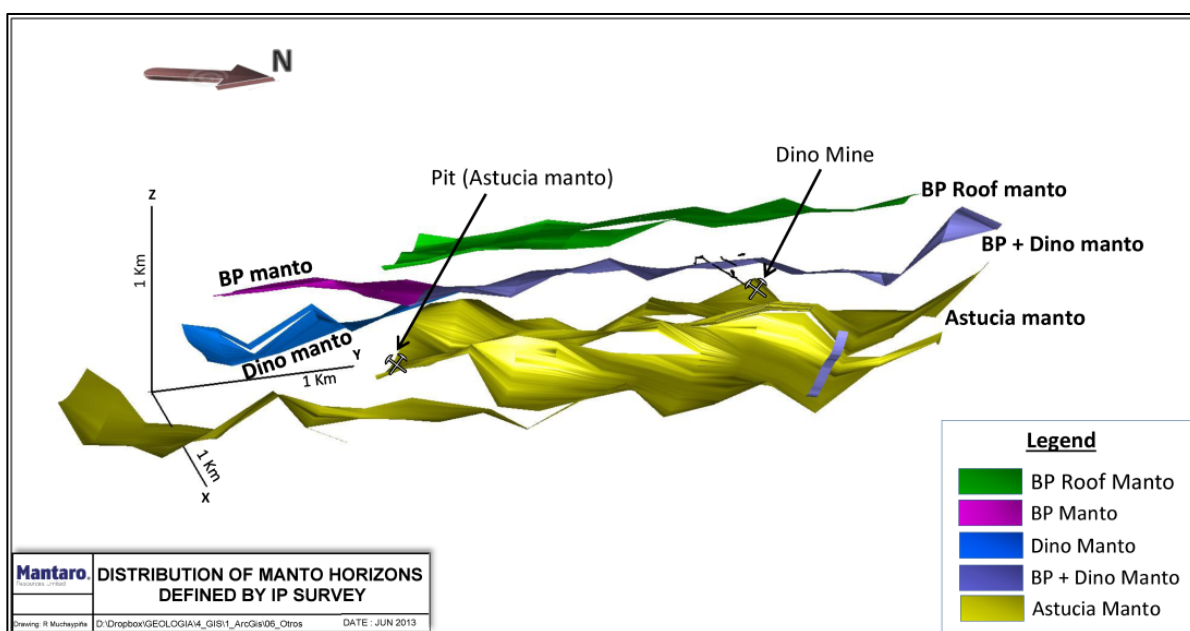 N
Dino Mine
Pit (Astucia manto)
BP Roof manto
Z
BP + Dino manto
1 Km
BP manto
Astucia manto
Dino manto
Y
1 Km
1 Km
X
Legend
BP Roof Manto
BP Manto
Dino Manto
BP + Dino Manto
Astucia Manto
Mantaro.
Resources Limited
DISTRIBUTION OF MANTO HORIZONS
DEFINED BY IP SURVEY
Drawing: R Muchaypiña
D:\Dropbox\GEOLOGIA\4_GIS\1_ArcGis\06_Otros
DATE : JUN 2013